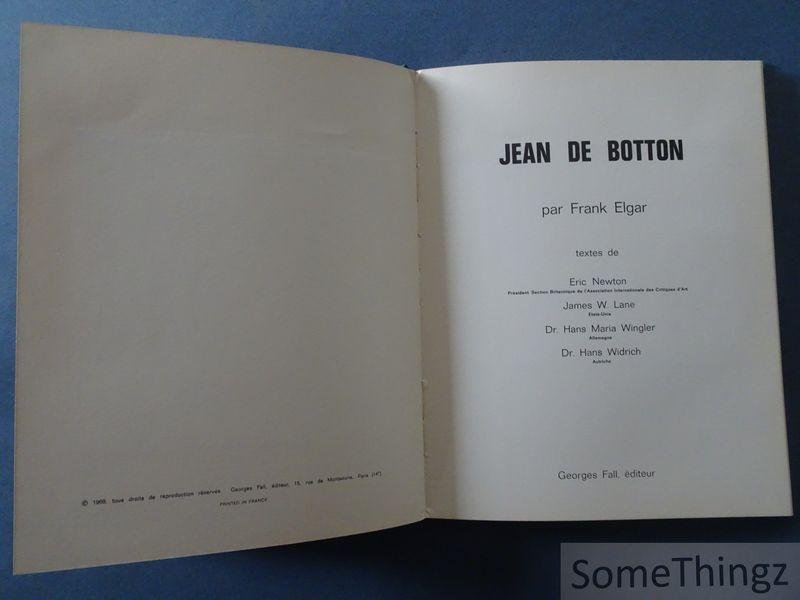 © 1968, tous droits de reproduction réservés Georges Fall, éditeur, 15, rue de Montsouris, Paris (14e)
PRINTED IN FRANCE
JEAN DE BOTTON
par Frank Elgar
textes de
Eric Newton
Président Section Britannique de l'Association Internationale des Critiques d'Art
James W. Lane
Etats-Unis
Dr. Hans Maria Wingler
Allemagne
Dr. Hans Widrich
Autriche
Georges Fall, éditeur
SomeThingz